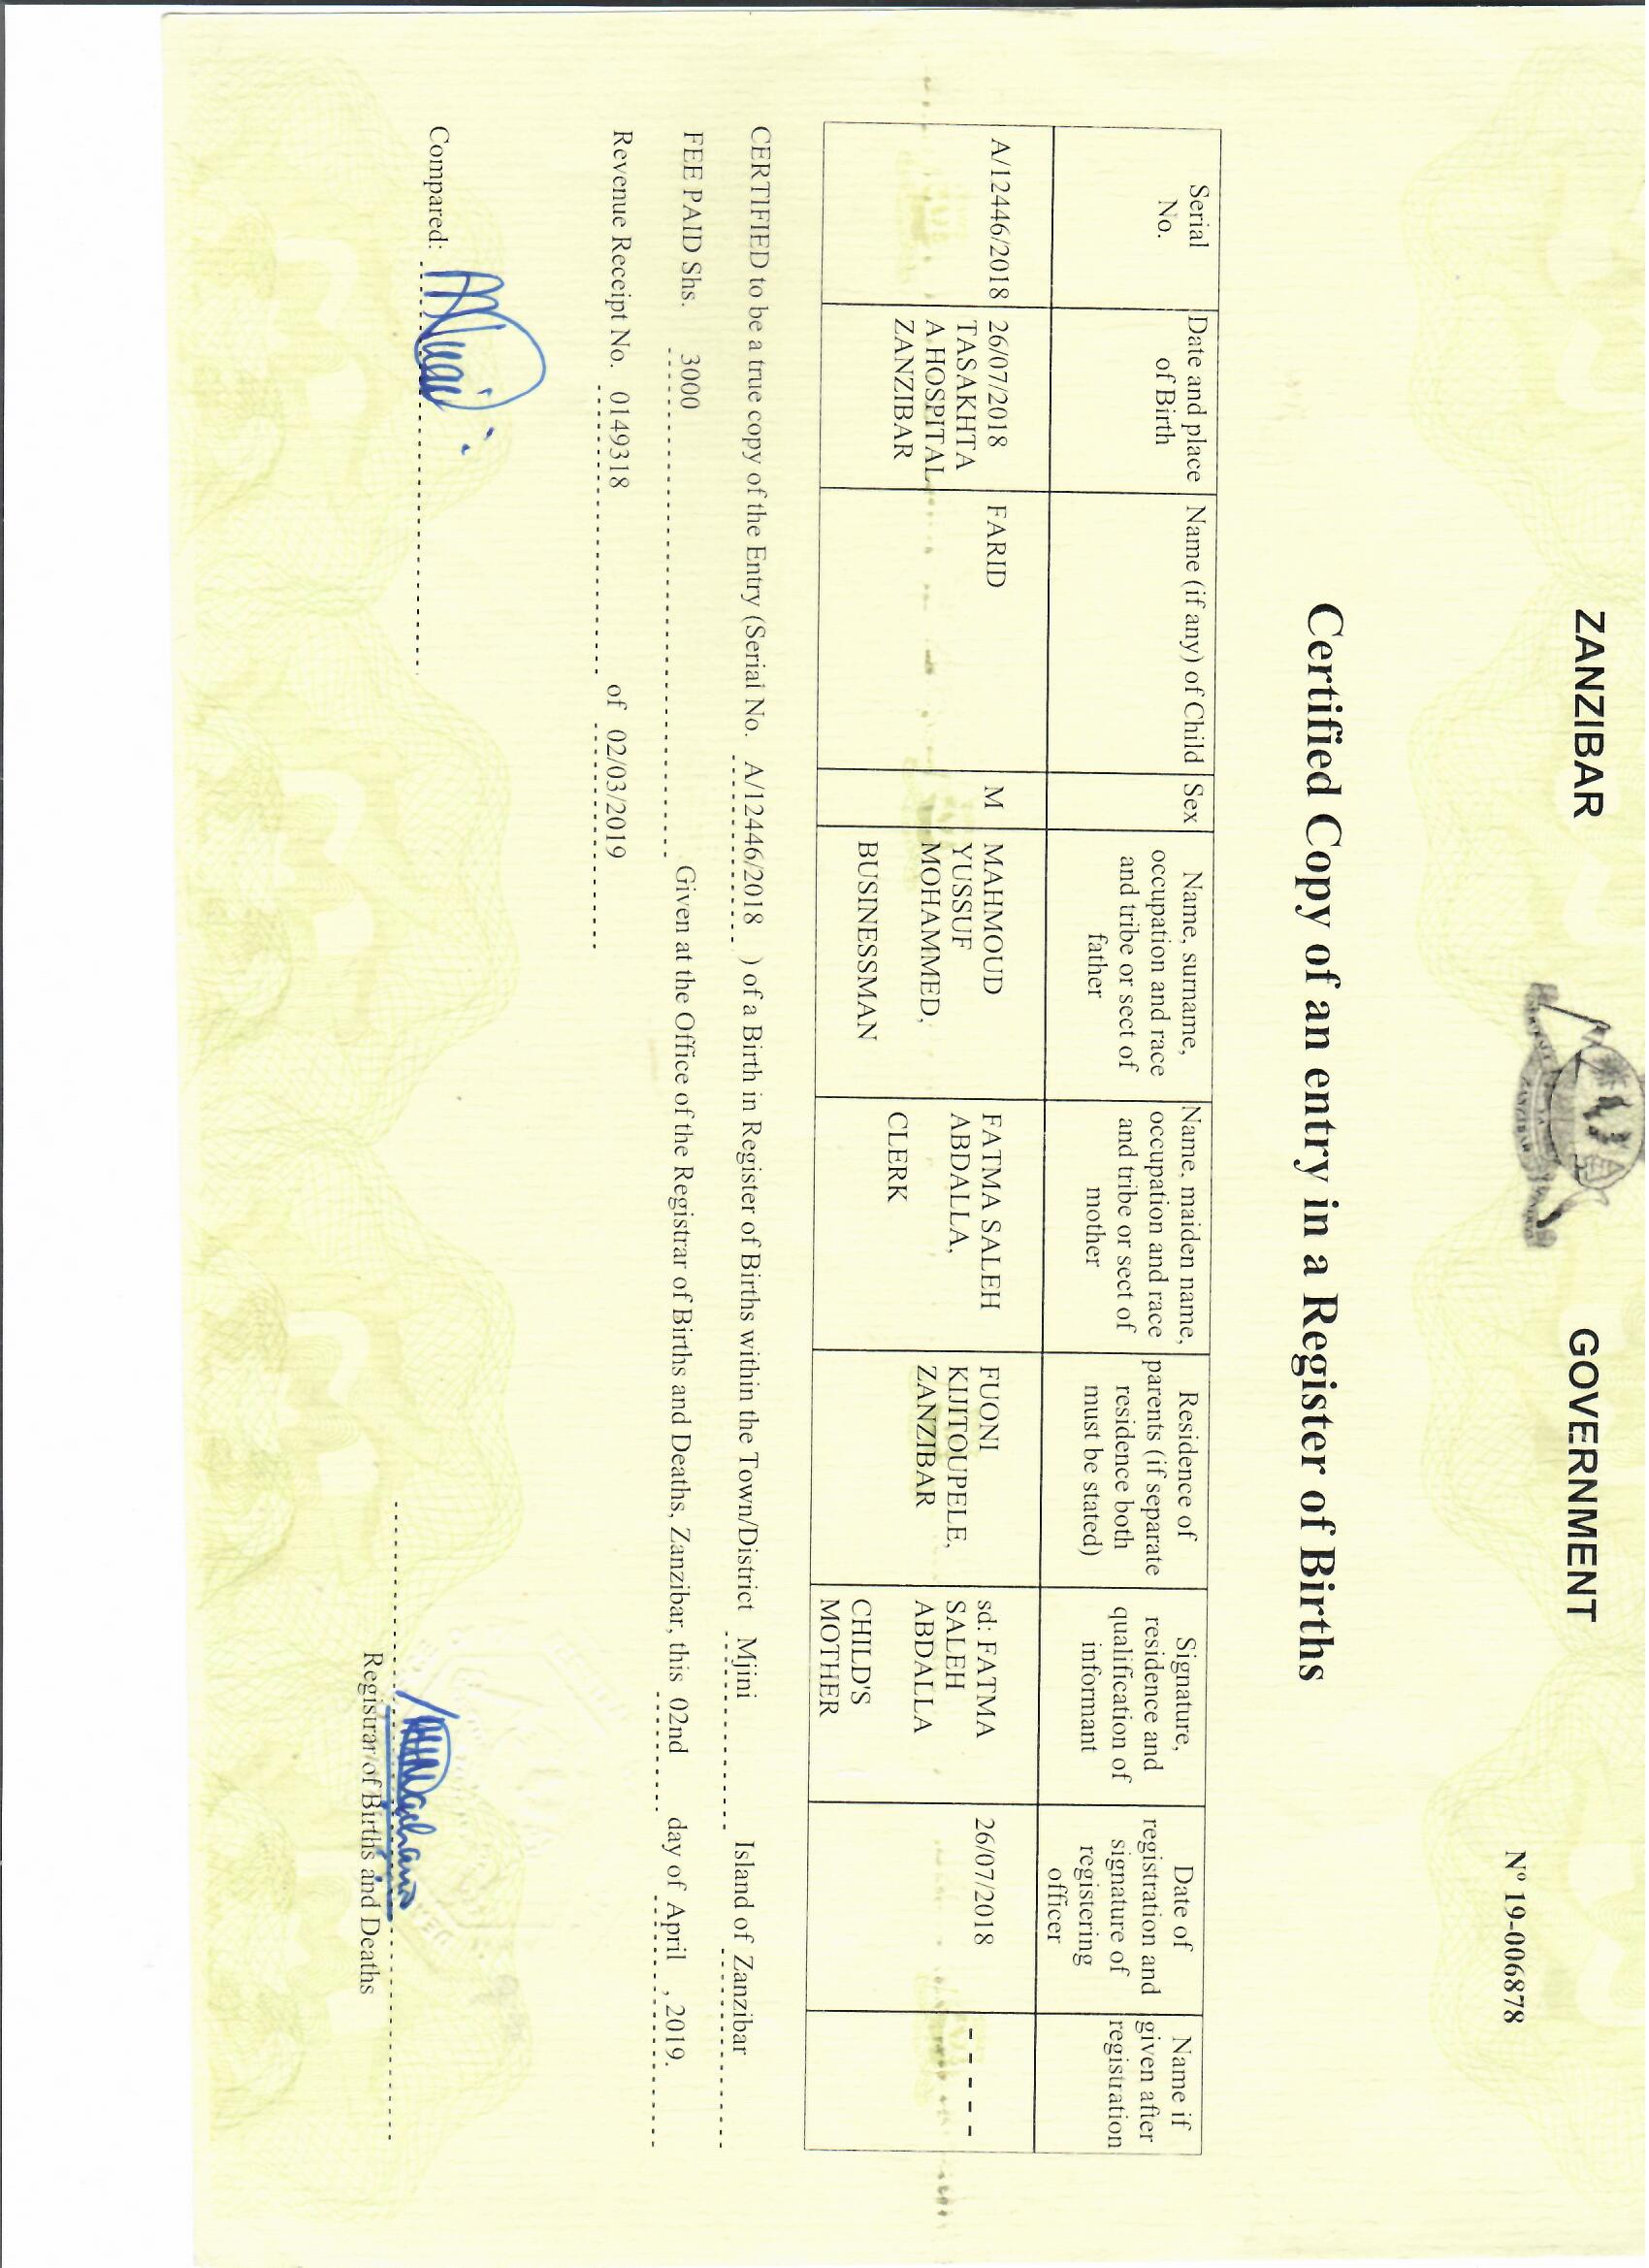 ZANZIBAR GOVERNMENT
Nº 19-006878
Certified Copy of an entry in a Register of Births
Serial
No.
Date and place
of Birth
Name (if any) of Child
Sex
Name, surname,
occupation and race
and tribe or sect of
father
Name, maiden name,
occupation and race
and tribe or sect of
mother
Residence of
parents (if separate
residence both
must be stated)
Signature,
residence and
qualification of
informant
Date of
registration and
signature of
registering
officer
Name if
given after
registration
A/12446/2018
26/07/2018
TASAKHTA
A HOSPITAL
ZANZIBAR
FARID
M
MAHMOUD
YUSSUF
MOHAMMED,
BUSINESSMAN
FATMA SALEH
ABDALLA,
CLERK
FUONI
KIJITOUPELE,
ZANZIBAR
sd: FATMA
SALEH
ABDALLA
CHILD'S
MOTHER
26/07/2018
- - - - -
CERTIFIED to be a true copy of the Entry (Serial No. A/12446/2018 ) of a Birth in Register of Births within the Town/District Mjini Island of Zanzibar
FEE PAID Shs. 3000 Given at the Office of the Registrar of Births and Deaths, Zanzibar, this 02nd day of April , 2019.
Revenue Receipt No. 0149318 of 02/03/2019
Compared:
Registrar of Births and Deaths